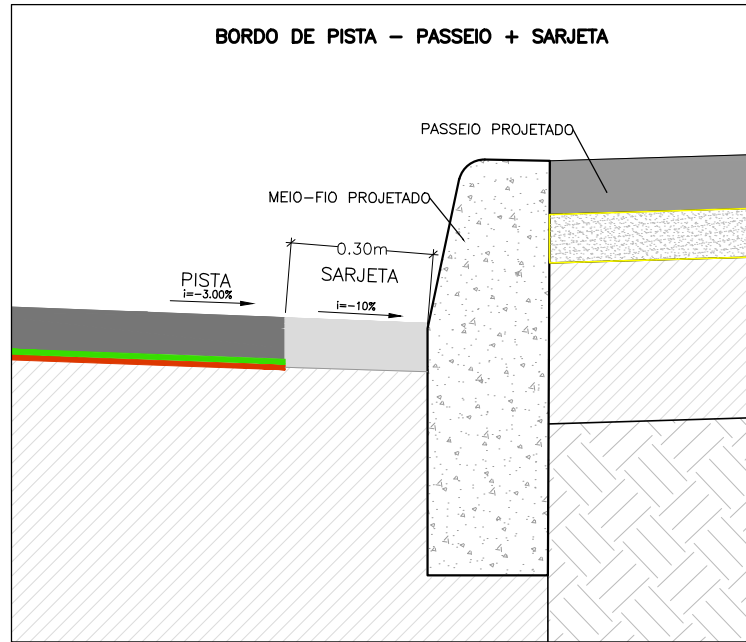 BORDO DE PISTA - PASSEIO + SARJETA
PASSEIO PROJETADO
MEIO-FIO PROJETADO
0.30m
SARJETA
PISTA
i=-3.00%
i=-10%